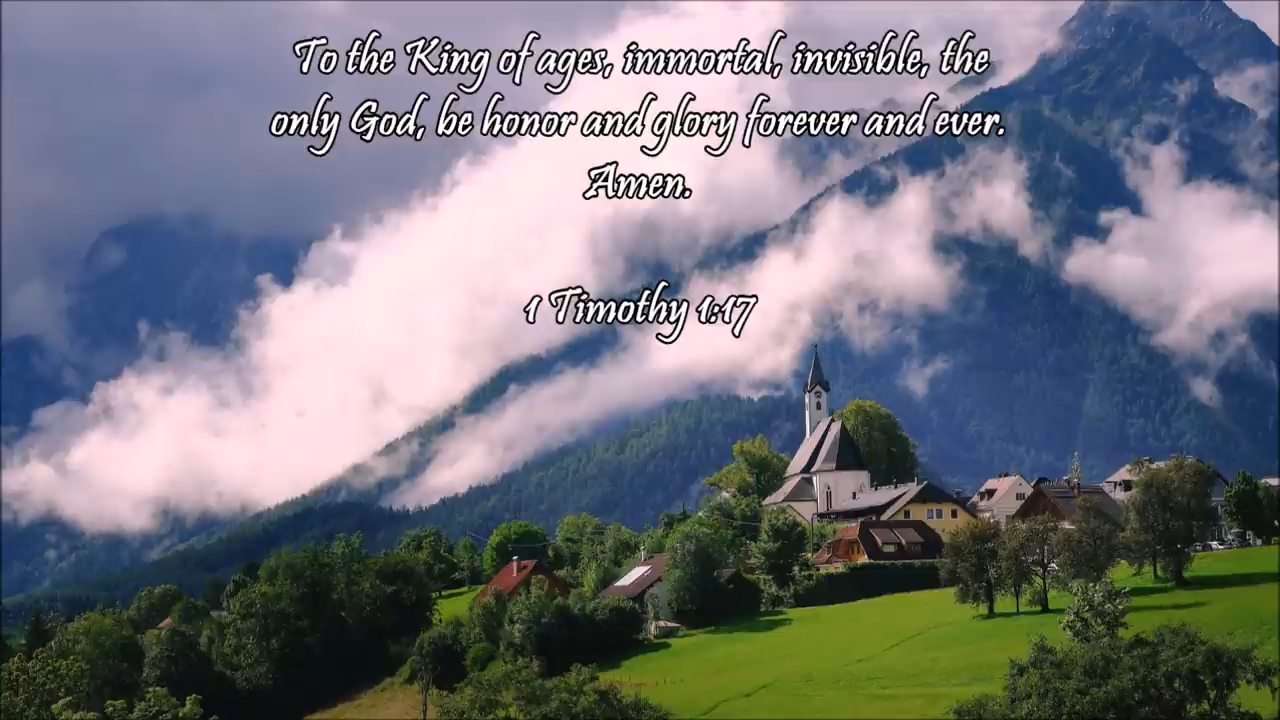 To the King of ages, immortal, invisible, the
only God, be honor and glory forever and ever.
Amen.
1 Timothy 1:17